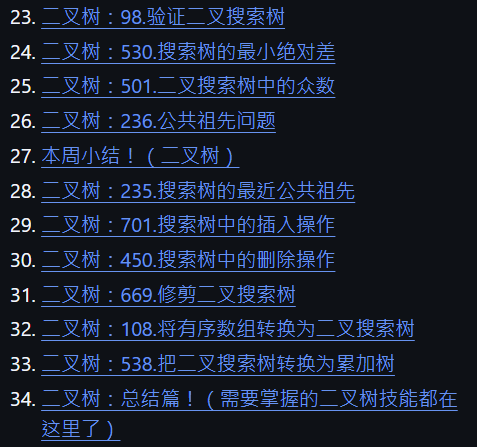 23. 二叉树：98.验证二叉搜索树
24. 二叉树：530.搜索树的最小绝对差
25. 二叉树：501.二叉搜索树中的众数
26. 二叉树：236.公共祖先问题
27. 本周小结！（二叉树）
28. 二叉树：235.搜索树的最近公共祖先
29. 二叉树：701.搜索树中的插入操作
30. 二叉树：450.搜索树中的删除操作
31. 二叉树：669.修剪二叉搜索树
32. 二叉树：108.将有序数组转换为二叉搜索树
33. 二叉树：538.把二叉搜索树转换为累加树
34. 二叉树：总结篇！（需要掌握的二叉树技能都在
这里了）